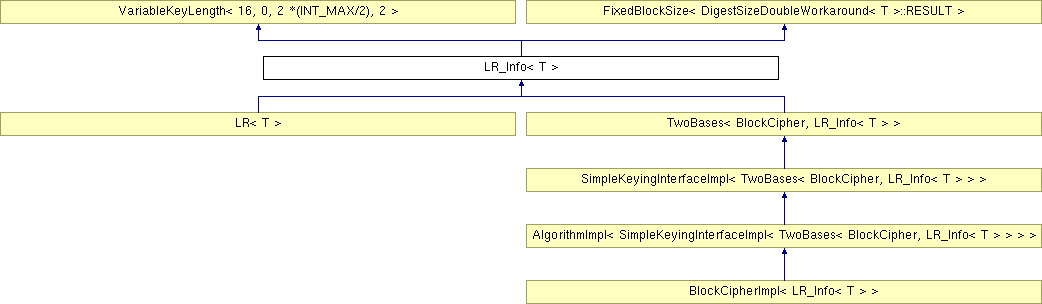 VariableKeyLength< 16, 0, 2 *(INT_MAX/2), 2 >
FixedBlockSize< DigestSizeDoubleWorkaround< T >::RESULT >
LR_Info< T >
LR< T >
TwoBases< BlockCipher, LR_Info< T > >
SimpleKeyingInterfaceImpl< TwoBases< BlockCipher, LR_Info< T > > >
AlgorithmImpl< SimpleKeyingInterfaceImpl< TwoBases< BlockCipher, LR_Info< T > > > >
BlockCipherImpl< LR_Info< T > >